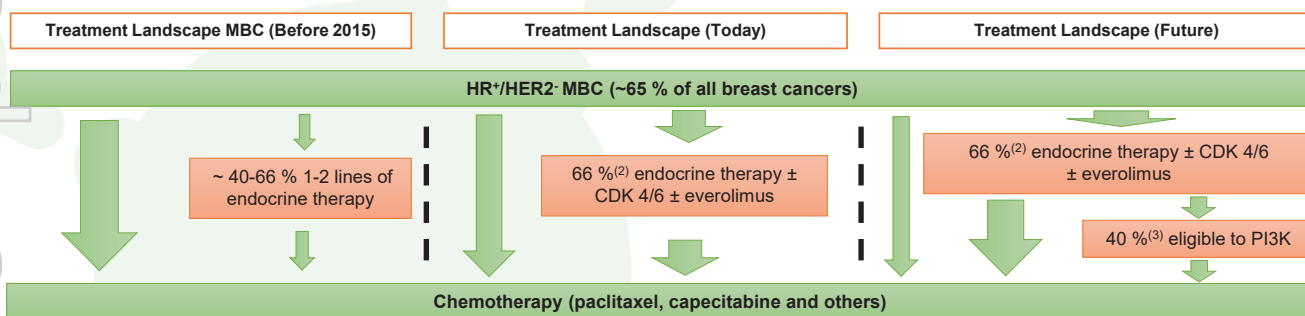 Treatment Landscape MBC (Before 2015)
Treatment Landscape (Today)
Treatment Landscape (Future)
HR⁺/HER2⁻ MBC (~65 % of all breast cancers)
~ 40-66 % 1-2 lines of
endocrine therapy
66 %⁽²⁾ endocrine therapy ±
CDK 4/6 ± everolimus
66 %⁽²⁾ endocrine therapy ± CDK 4/6
± everolimus
40 %⁽³⁾ eligible to PI3K
Chemotherapy (paclitaxel, capecitabine and others)